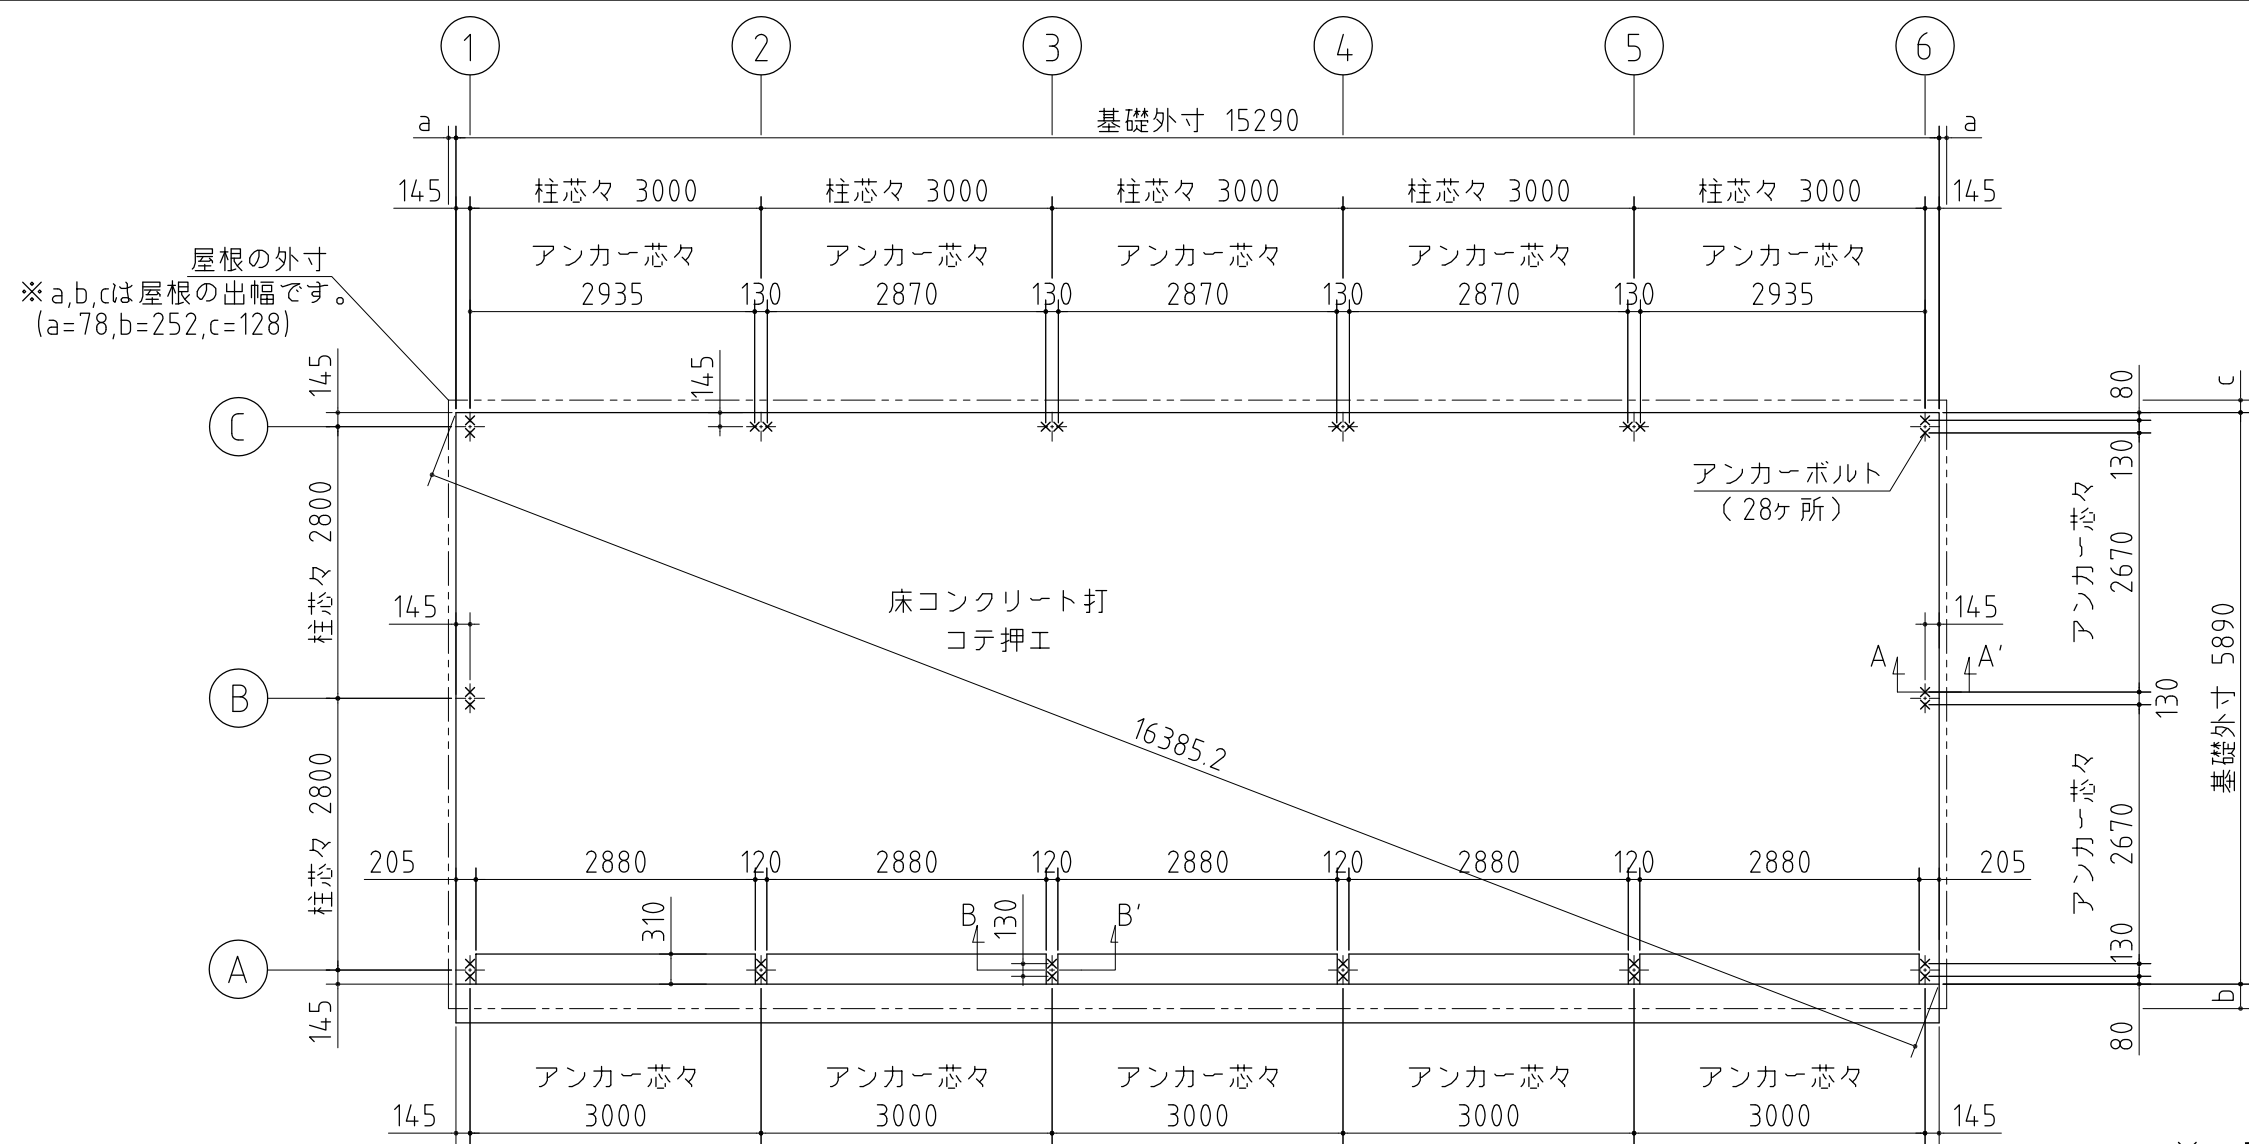 1 2 3 4 5 6
a 基礎外寸 15290 a
145 柱芯々 3000 柱芯々 3000 柱芯々 3000 柱芯々 3000 柱芯々 3000 145
アンカー芯々 アンカー芯々 アンカー芯々 アンカー芯々 アンカー芯々
2935 130 2870 130 2870 130 2870 130 2935
屋根の外寸
※a,b,cは屋根の出幅です。
(a=78,b=252,c=128)
145
145
80
c
C
130
アンカーボルト
(28ヶ所)
柱芯々 2800
アンカー芯々
2670
床コンクリート打
コテ押エ
145
145
基礎外寸 5890
A A'
B
130
16385.2
柱芯々 2800
アンカー芯々
2670
205 2880 120 2880 120 2880 120 2880 120 2880 205
310
B 130 B'
130
A
145
b
80
アンカー芯々 アンカー芯々 アンカー芯々 アンカー芯々 アンカー芯々
145 3000 3000 3000 3000 3000 145